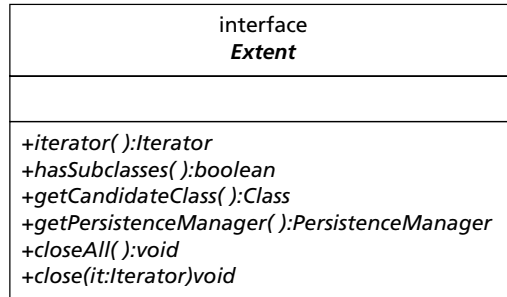 interface
Extent
+iterator( ):Iterator
+hasSubclasses( ):boolean
+getCandidateClass( ):Class
+getPersistenceManager( ):PersistenceManager
+closeAll( ):void
+close(it:Iterator)void